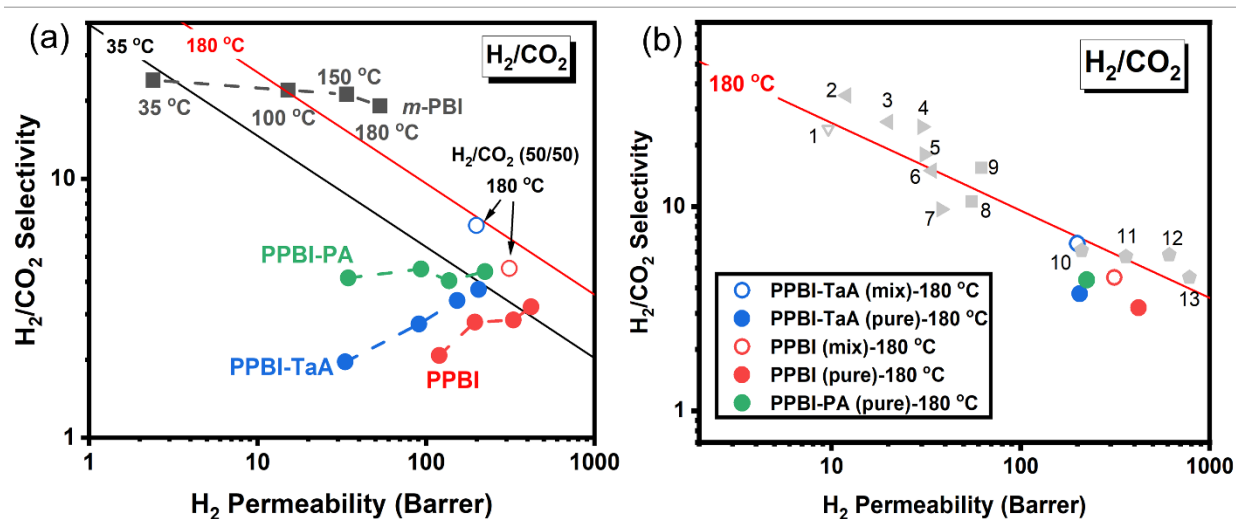 (a)
35 °C
180 °C
H2/CO2
150 °C
m-PBI
35 °C
100 °C
180 °C
H2/CO2 (50/50)
180 °C
PPBI-PA
PPBI-TaA
PPBI
10
1
1
10
100
1000
H2/CO2 Selectivity
H2 Permeability (Barrer)
(b)
H2/CO2
180 °C
2
3
4
1
5
6
9
7
8
10
11
12
13
PPBI-TaA (mix)-180 °C
PPBI-TaA (pure)-180 °C
PPBI (mix)-180 °C
PPBI (pure)-180 °C
PPBI-PA (pure)-180 °C
10
1
10
100
1000
H2/CO2 Selectivity
H2 Permeability (Barrer)